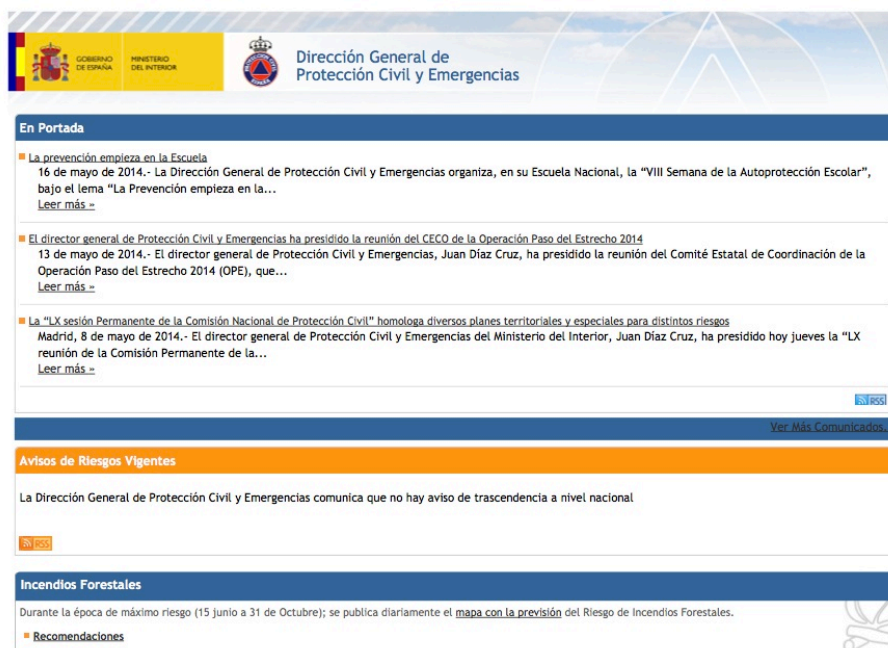 GOBIERNO
DE ESPAÑA
MINISTERIO
DEL INTERIOR
Dirección General de
Protección Civil y Emergencias
En Portada
La prevención empieza en la Escuela
16 de mayo de 2014.- La Dirección General de Protección Civil y Emergencias organiza, en su Escuela Nacional, la “VIII Semana de la Autoprotección Escolar”,
bajo el lema “La Prevención empieza en la...
Leer más »
El director general de Protección Civil y Emergencias ha presidido la reunión del CECO de la Operación Paso del Estrecho 2014
13 de mayo de 2014.- El director general de Protección Civil y Emergencias, Juan Díaz Cruz, ha presidido la reunión del Comité Estatal de Coordinación de la
Operación Paso del Estrecho 2014 (OPE), que...
Leer más »
La “LX sesión Permanente de la Comisión Nacional de Protección Civil” homologa diversos planes territoriales y especiales para distintos riesgos
Madrid, 8 de mayo de 2014.- El director general de Protección Civil y Emergencias del Ministerio del Interior, Juan Díaz Cruz, ha presidido hoy jueves la “LX
reunión de la Comisión Permanente de la...
Leer más »
RSS
Ver Más Comunicados.
Avisos de Riesgos Vigentes
La Dirección General de Protección Civil y Emergencias comunica que no hay aviso de trascendencia a nivel nacional
RSS
Incendios Forestales
Durante la época de máximo riesgo (15 junio a 31 de Octubre); se publica diariamente el mapa con la previsión del Riesgo de Incendios Forestales.
Recomendaciones